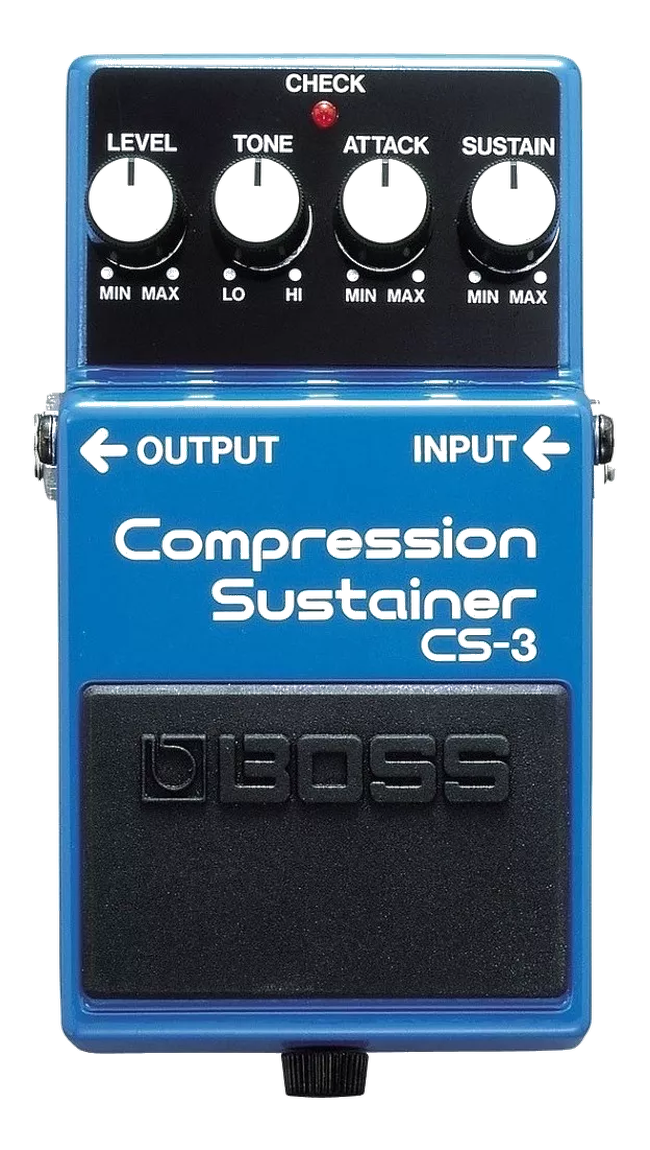 CHECK
LEVEL TONE ATTACK SUSTAIN
MIN MAX LO HI MIN MAX MIN MAX
OUTPUT INPUT
Compression
Sustainer
CS-3
b BOSS